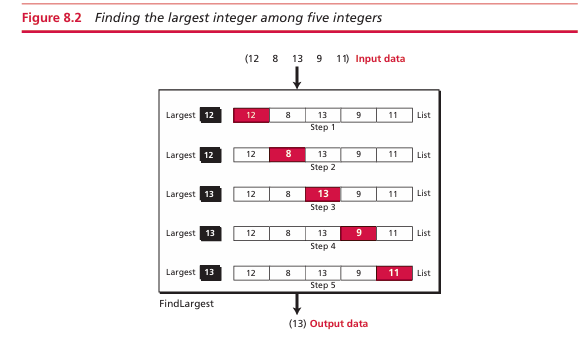 Figure 8.2 Finding the largest integer among five integers
(12 8 13 9 11) Input data
Largest 12 12 8 13 9 11 List
Step 1
Largest 12 12 8 13 9 11 List
Step 2
Largest 13 12 8 13 9 11 List
Step 3
Largest 13 12 8 13 9 11 List
Step 4
Largest 13 12 8 13 9 11 List
Step 5
FindLargest
(13) Output data